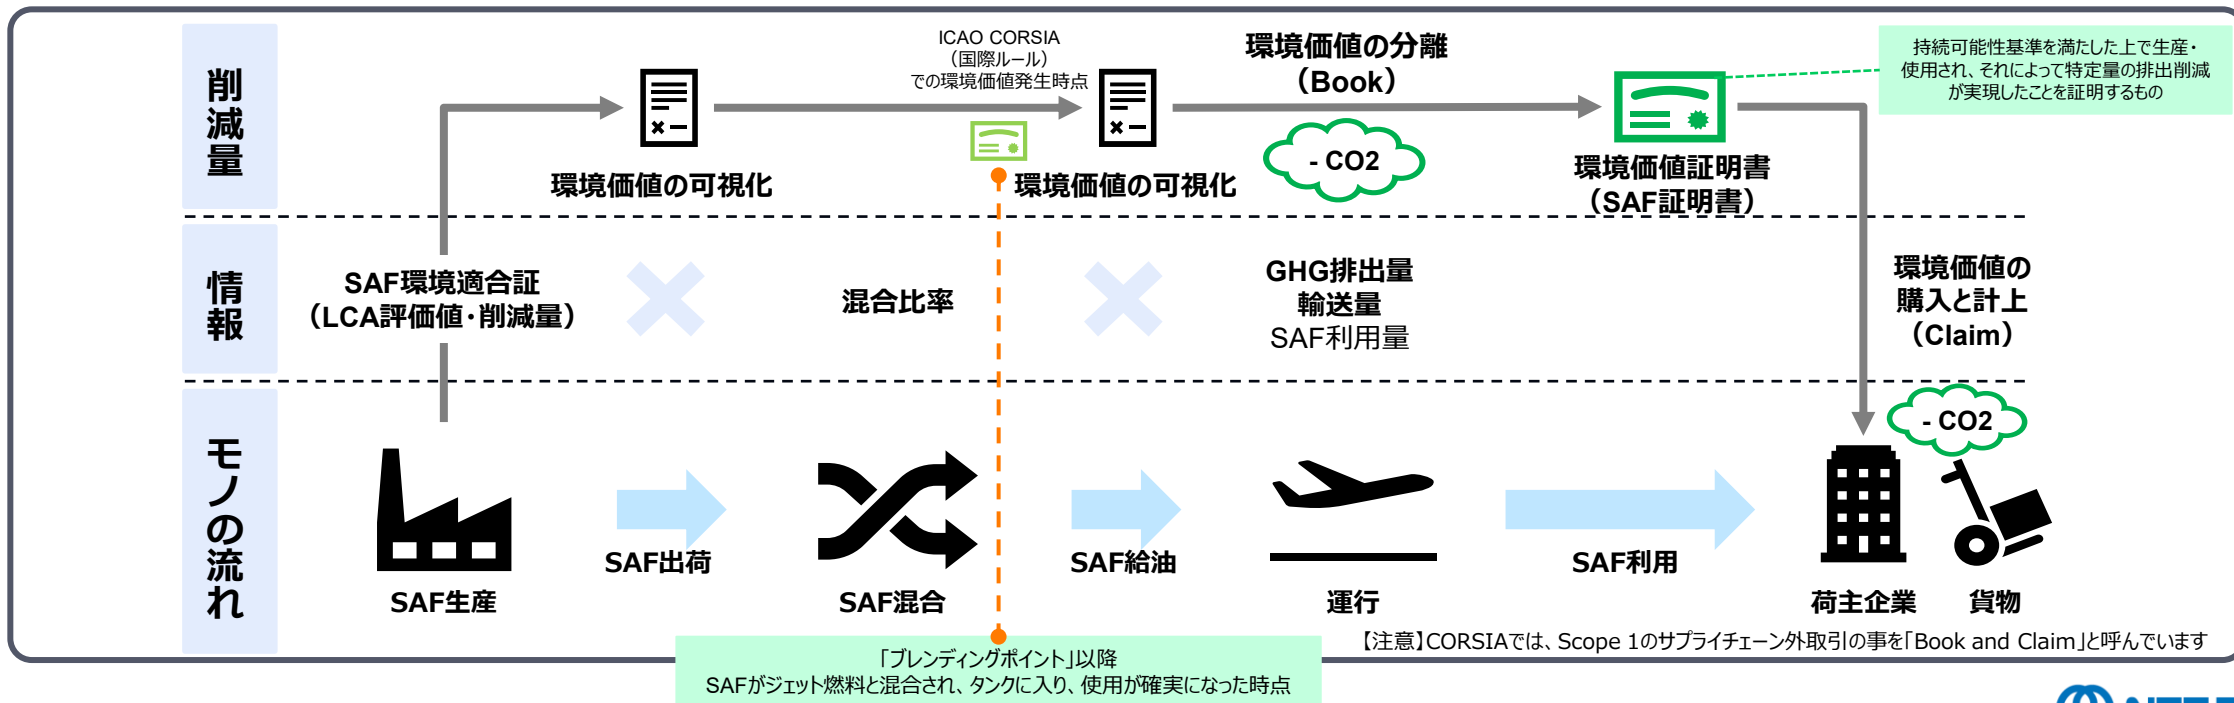 削減量
ICAO CORSIA
（国際ルール）
での環境価値発生時点
環境価値の可視化
環境価値の可視化
環境価値の分離
（Book）
- CO2
環境価値証明書
（SAF証明書）
持続可能性基準を満たした上で生産・
使用され、それによって特定量の排出削減
が実現したことを証明するもの
情報
SAF環境適合証
（LCA評価値・削減量）
混合比率
GHG排出量
輸送量
SAF利用量
環境価値の
購入と計上
（Claim）
モノの流れ
SAF生産
SAF出荷
SAF混合
SAF給油
運行
SAF利用
- CO2
荷主企業
貨物
【注意】CORSIAでは、Scope 1のサプライチェーン外取引の事を「Book and Claim」と呼んでいます
「ブレンディングポイント」以降
SAFがジェット燃料と混合され、タンクに入り、使用が確実になった時点